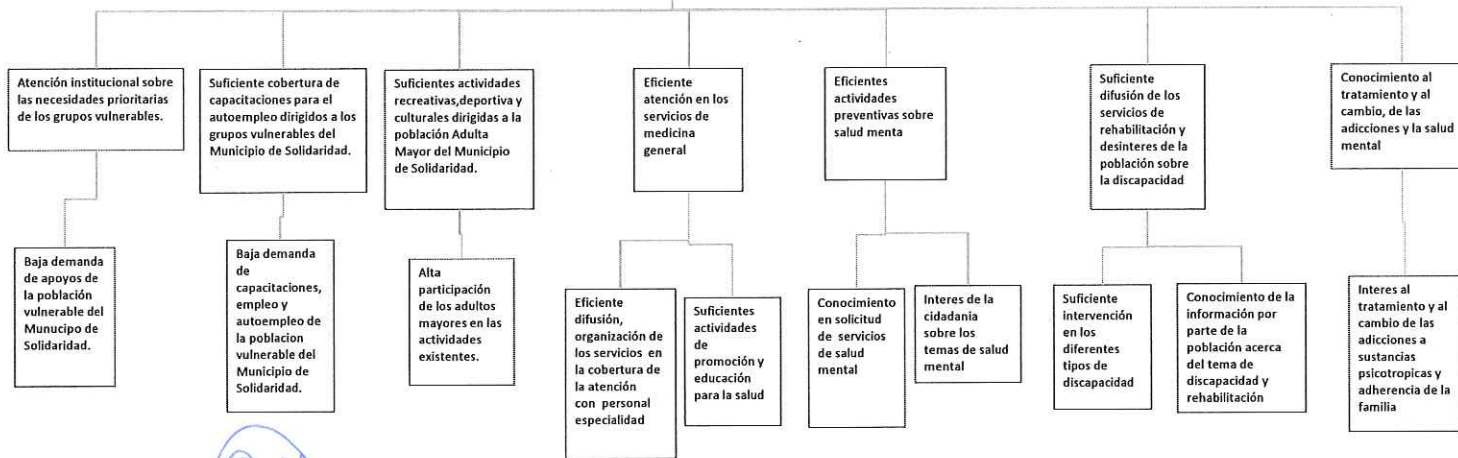 Atención institucional sobre
las necesidades prioritarias
de los grupos vulnerables.
Suficiente cobertura de
capacitaciones para el
autoempleo dirigidos a los
grupos vulnerables del
Municipio de Solidaridad.
Suficientes actividades
recreativas,deportiva y
culturales dirigidas a la
población Adulta
Mayor del Municipio
de Solidaridad.
Eficiente
atención en los
servicios de
medicina
general
Eficientes
actividades
preventivas sobre
salud menta
Suficiente
difusión de los
servicios de
rehabilitación y
desinteres de la
población sobre
la discapacidad
Conocimiento al
tratamiento y al
cambio, de las
adicciones y la salud
mental
Baja demanda
de apoyos de
la población
vulnerable del
Munucipo de
Solidaridad.
Baja demanda
de
capacitaciones,
empleo y
autoempleo de
la poblacion
vulnerable del
Municipio de
Solidaridad.
Alta
participación
de los adultos
mayores en las
actividades
existentes.
Eficiente
difusión,
organización de
los servicios en
la cobertura de
la atención
con personal
especialidad
Suficientes
actividades
de
promoción y
educación
para la salud
Conocimiento
en solicitud
de servicios
de salud
mental
Interes de la
cidadania
sobre los
temas de salud
mental
Suficiente
intervención
en los
diferentes
tipos de
discapacidad
Conocimiento de la
información por
parte de la
población acerca
del tema de
discapacidad y
rehabilitación
Interes al
tratamiento y al
cambio de las
adicciones a
sustancias
psicotropicas y
adherencia de la
familia